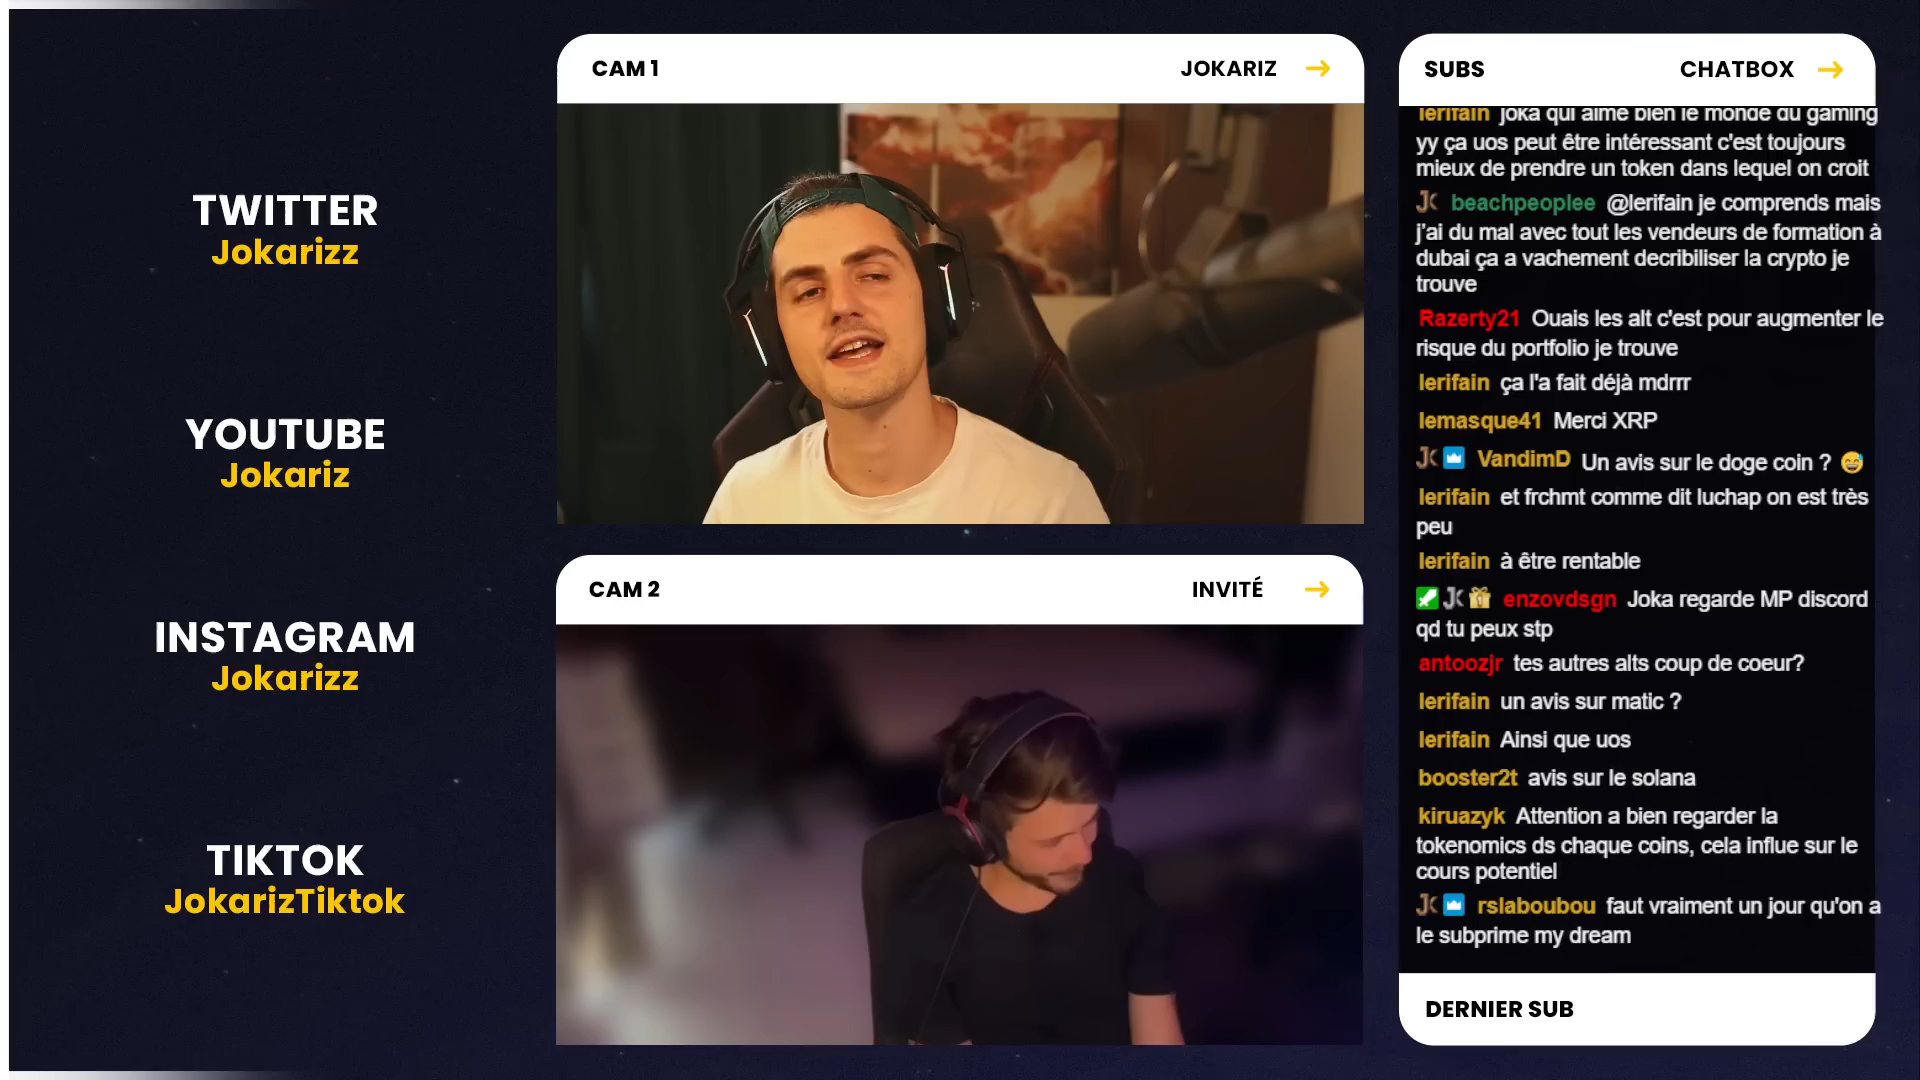 TWITTER
Jokarizz
YOUTUBE
Jokariz
INSTAGRAM
Jokarizz
TIKTOK
JokarizTiktok
CAM 1 JOKARIZ
CAM 2 INVITÉ
SUBS CHATBOX
lerifain joka qui aime bien le monde du gaming
yy ça uos peut être intéressant c'est toujours
mieux de prendre un token dans lequel on croit
beachpeoplee @lerifain je comprends mais
j'ai du mal avec tout les vendeurs de formation à
dubai ça a vachement decribiliser la crypto je
trouve
Razerty21 Ouais les alt c'est pour augmenter le
risque du portfolio je trouve
lerifain ça l'a fait déjà mdrrr
lemasque41 Merci XRP
VandimD Un avis sur le doge coin ? 😅
lerifain et frchmt comme dit luchap on est très
peu
lerifain à être rentable
enzovdsgn Joka regarde MP discord
qd tu peux stp
antoozjr tes autres alts coup de coeur?
lerifain un avis sur matic ?
lerifain Ainsi que uos
booster2t avis sur le solana
kiruazyk Attention a bien regarder la
tokenomics ds chaque coins, cela influe sur le
cours potentiel
rslaboubou faut vraiment un jour qu'on a
le subprime my dream
DERNIER SUB